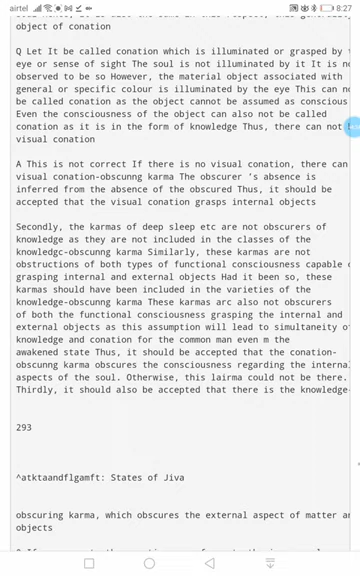 airtel
8:27
object of conation
Q Let It be called conation which is illuminated or grasped by
eye or sense of sight The soul is not illuminated by it It is no
observed to be so However, the material object associated with
general or specific colour is illuminated by the eye This can no
be called conation as the object cannot be assumed as conscious
Even the consciousness of the object can also not be called
conation as it is in the form of knowledge Thus, there can not
visual conation
A This is not correct If there is no visual conation, there can
visual conation-obscnng karma The obscurer 's absence is
inferred from the absence of the obscured Thus, it should be
accepted that the visual conation grasps internal objects
Secondly, the karmas of deep sleep etc are not obscurers of
knowledge as they are not included in the classes of the
knowledgc-obscunng karma Similarly, these karmas are not
obstructions of both types of functional consciousness capable
grasping internal and external objects Had it been so, these
karmas should have been included in the varieties of the
knowledge-obscunng karma These karmas arc also not obscurers
of both the functional consciousness grasping the internal and
external objects as this assumption will lead to simultaneity o
knowledge and conation for the common man even m the
awakened state Thus, it should be accepted that the conation-
obscunng karma obscures the consciousness regarding the interna
aspects of the soul. Otherwise, this lairma could not be there.
Thirdly, it should also be accepted that there is the knowledge-
293
^atktaandflgamft: States of Jiva
obscuring karma, which obscures the external aspect of matter an
objects